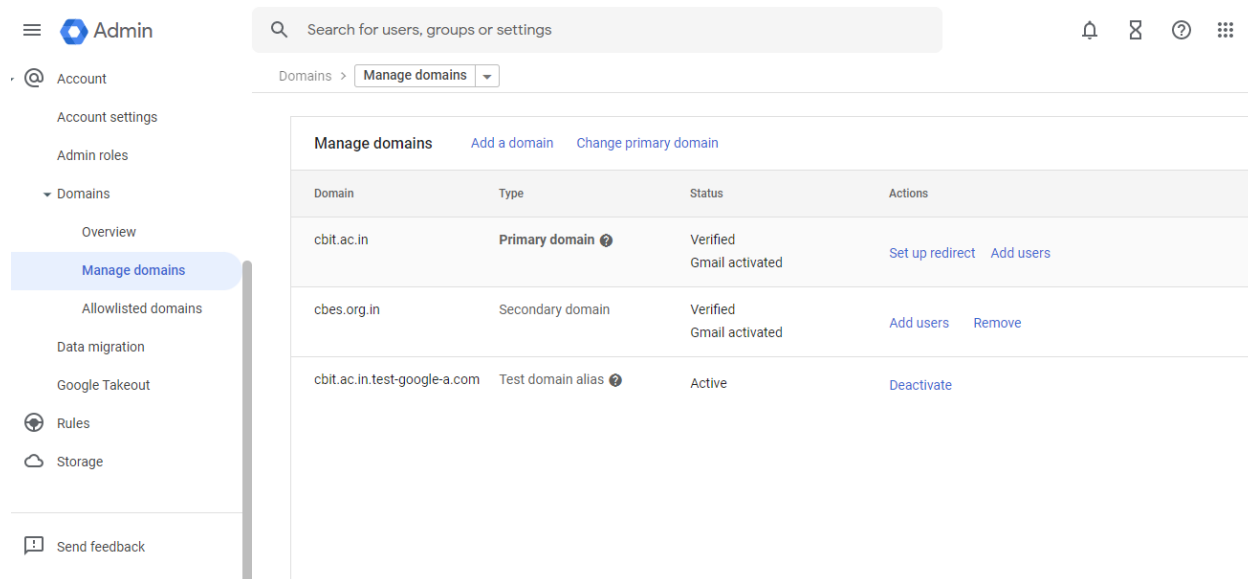 Admin
Search for users, groups or settings
Account
Account settings
Admin roles
Domains
Overview
Manage domains
Allowlisted domains
Data migration
Google Takeout
Rules
Storage
Send feedback
Domains > Manage domains
Manage domains Add a domain Change primary domain
Domain Type Status Actions
cbit.ac.in Primary domain Verified
Gmail activated
Set up redirect Add users
cbes.org.in Secondary domain Verified
Gmail activated
Add users Remove
cbit.ac.in.test-google-a.com Test domain alias Active Deactivate